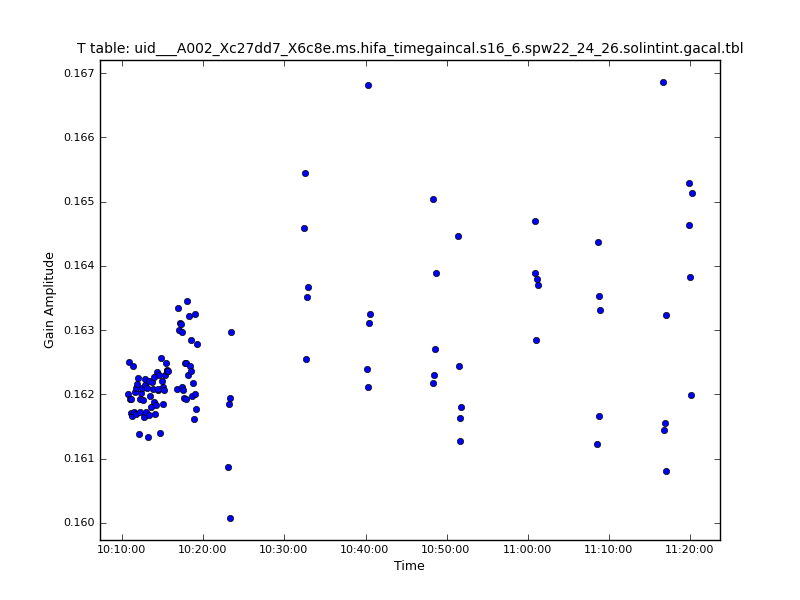 T table: uid___A002_Xc27dd7_X6c8e.ms.hifa_timegaincal.s16_6.spw22_24_26.solintint.gacal.tbl
0.167
0.166
0.165
0.164
0.163
0.162
0.161
0.160
Gain Amplitude
10:10:00 10:20:00 10:30:00 10:40:00 10:50:00 11:00:00 11:10:00 11:20:00
Time